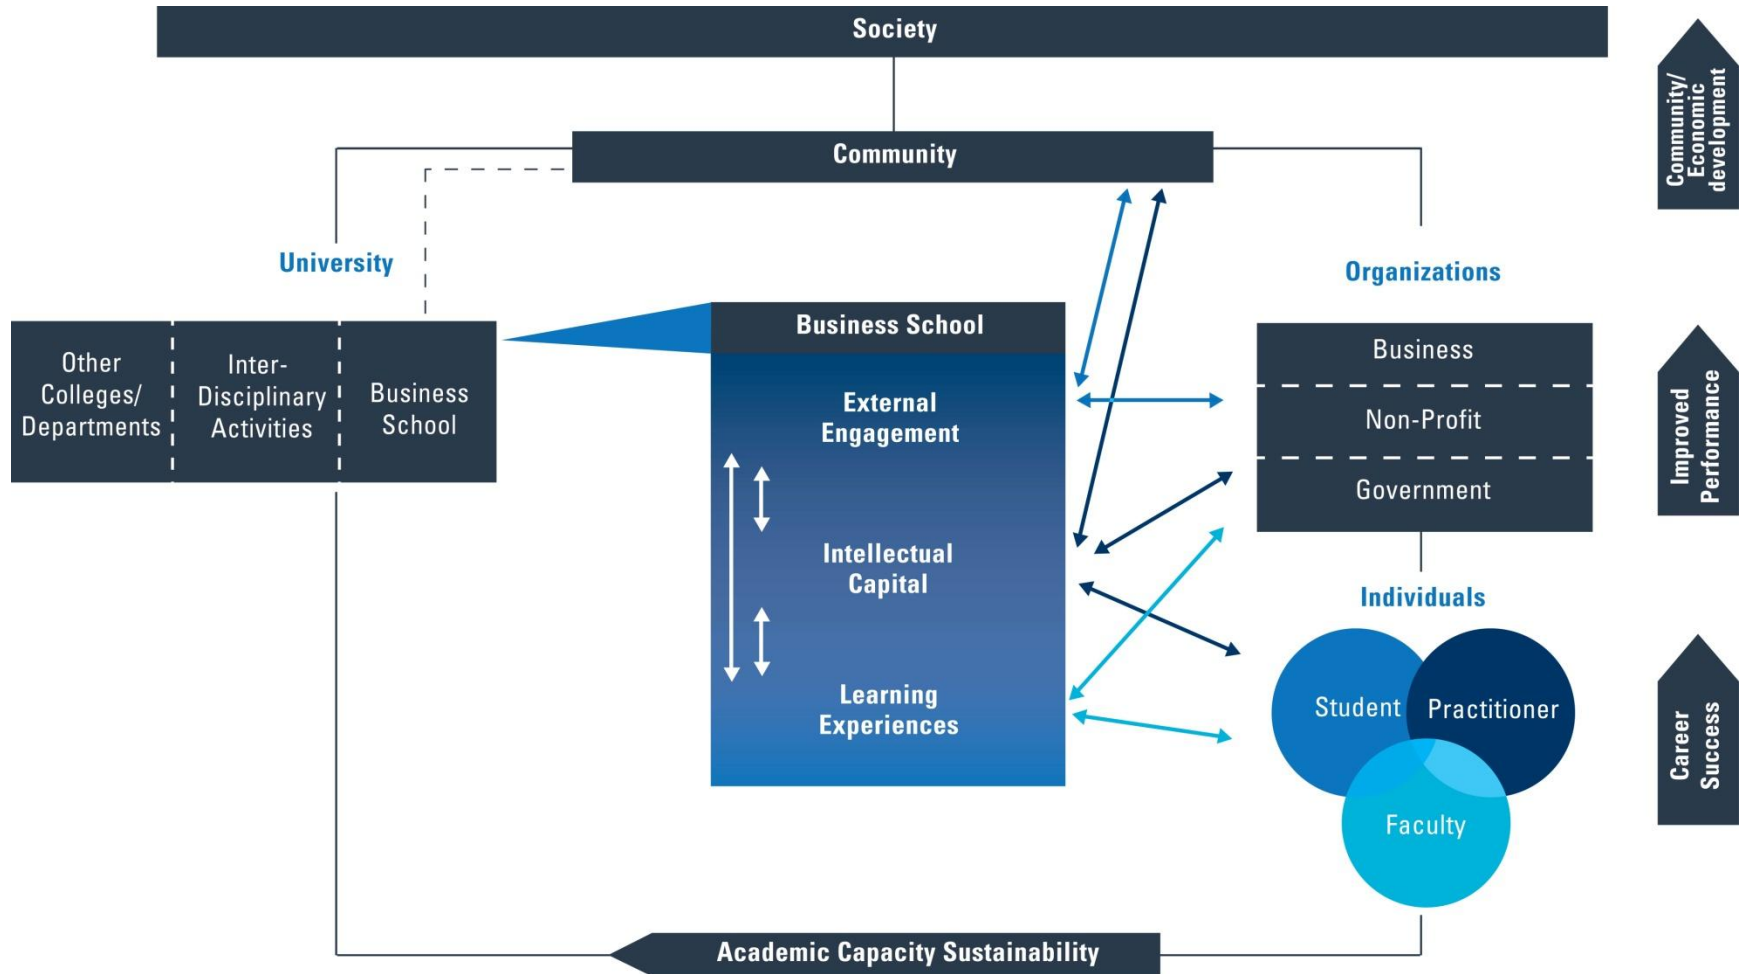 Society
Community/
Economic
development
Community
University
Organizations
Other
Colleges/
Departments
Inter-
Disciplinary
Activities
Business
School
Business School
External
Engagement
Intellectual
Capital
Learning
Experiences
Business
Non-Profit
Government
Improved
Performance
Individuals
Student
Practitioner
Faculty
Career
Success
Academic Capacity Sustainability